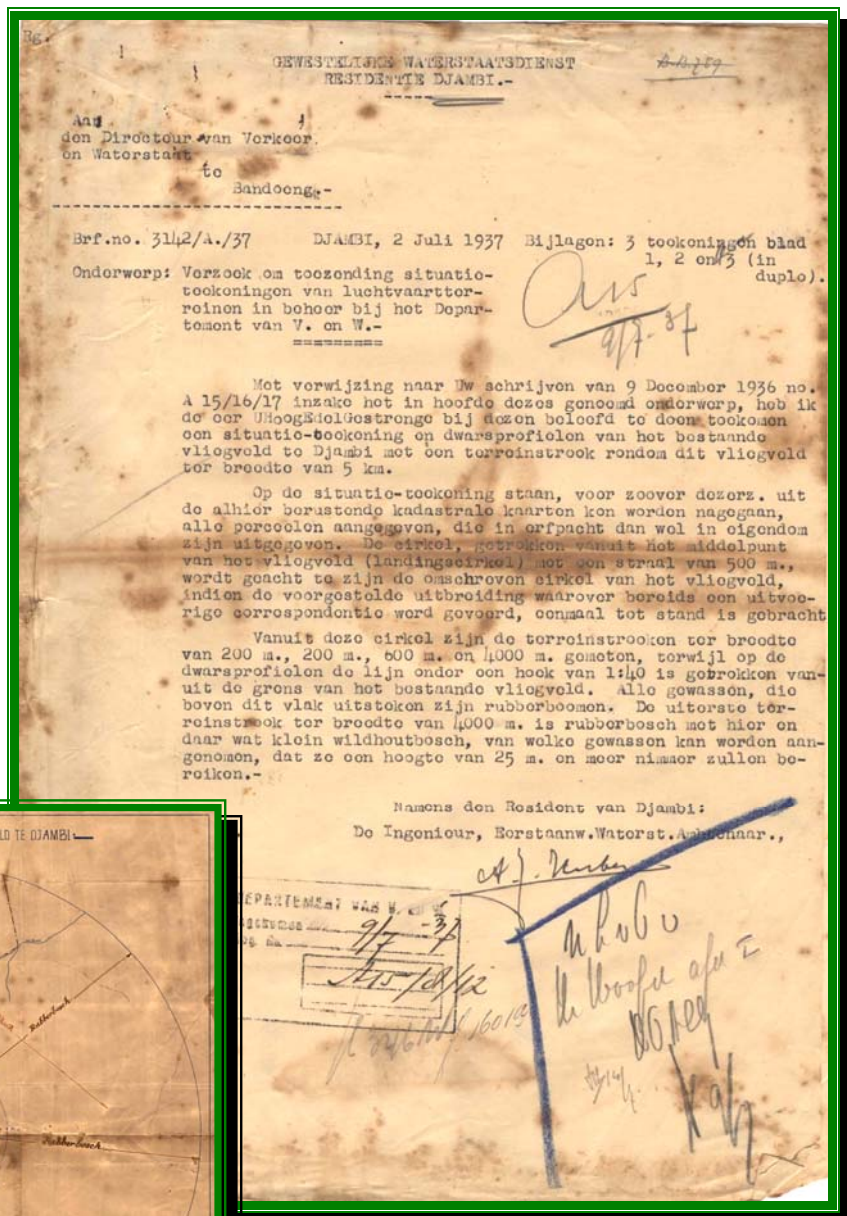 Rg.
GEWESTELIJKE WATERSTAATSDIENST
RESIDENTIE DJAMBI.-
Aan
den Directeur van Verkeer
en Waterstaat
te
Bandoeng.-
Brf.no. 3142/A./37 DJAMBI, 2 Juli 1937 Bijlagen: 3 teekeningen blad
1, 2 en 3 (in
duplo).
Onderwerp: Verzoek om toezending situatie-
teekeningen van luchtvaartter-
reinen in beheer bij het Depar-
tement van V. en W.-
=========
9/7-37
Met verwijzing naar Uw schrijven van 9 December 1936 no.
A 15/16/17 inzake het in hoofde dezes genoemd onderwerp, heb ik
de eer UHoogEdelGestrenge bij dezen beleefd te doen toekomen
een situatie-teekening en dwarsprofielen van het bestaande
vliegveld te Djambi met een terreinstrook rondom dit vliegveld
ter breedte van 5 km.
Op de situatie-teekening staan, voor zoover dezerz. uit
de alhier berustende kadastrale kaarten kon worden nagegaan,
alle perceelen aangegeven, die in erfpacht dan wel in eigendom
zijn uitgegeven. De cirkel, getrokken vanuit het middelpunt
van het vliegveld (landingscirkel) met een straal van 500 m.,
wordt geacht te zijn de omschreven cirkel van het vliegveld,
indien de voorgestelde uitbreiding waarover bereids een uitvoe-
rige correspondentie werd gevoerd, eenmaal tot stand is gebracht
Vanuit deze cirkel zijn de terreinstrooken ter breedte
van 200 m., 200 m., 600 m. en 4000 m. gemeten, terwijl op de
dwarsprofielen de lijn onder een hoek van 1:40 is getrokken van-
uit de grens van het bestaande vliegveld. Alle gewassen, die
boven dit vlak uitsteken zijn rubberboomen. De uiterste ter-
reinstrook ter breedte van 4000 m. is rubberbosch met hier en
daar wat klein wildhoutbosch, van welke gewassen kan worden aan-
genomen, dat ze een hoogte van 25 m. en meer nimmer zullen be-
reiken.-
Namens den Resident van Djambi:
De Ingenieur, Eerstaanw.Waterst.Ambtenaar.,
DEPARTEMENT VAN V. EN W.
9/7-37
LD TE DJAMBI
Rubberbosch
Rubberbosch